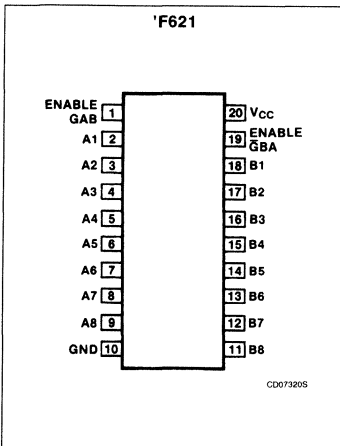 'F621
ENABLE GAB 1
A1 2
A2 3
A3 4
A4 5
A5 6
A6 7
A7 8
A8 9
GND 10
20 VCC
19 ENABLE G̅BA
18 B1
17 B2
16 B3
15 B4
14 B5
13 B6
12 B7
11 B8
CD07320S